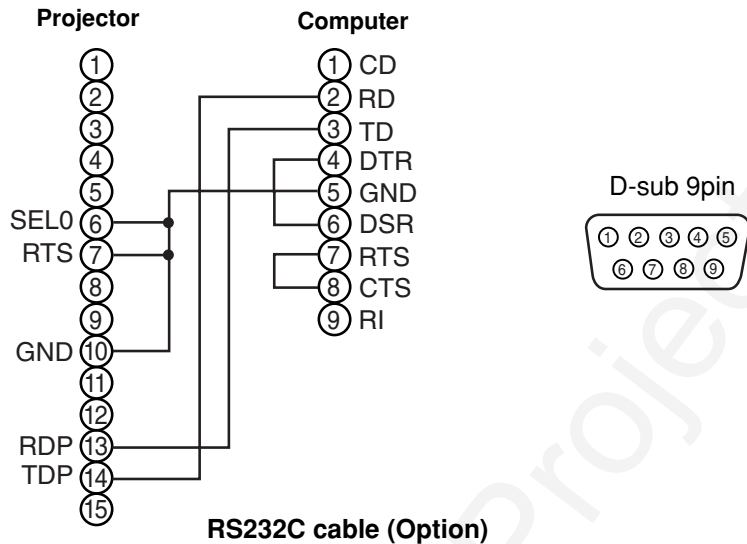 Projector
1
2
3
4
5
SEL0 6
RTS 7
8
9
GND 10
11
12
RDP 13
TDP 14
15
Computer
1 CD
2 RD
3 TD
4 DTR
5 GND
6 DSR
7 RTS
8 CTS
9 RI
D-sub 9pin
1 2 3 4 5
6 7 8 9
RS232C cable (Option)
Project